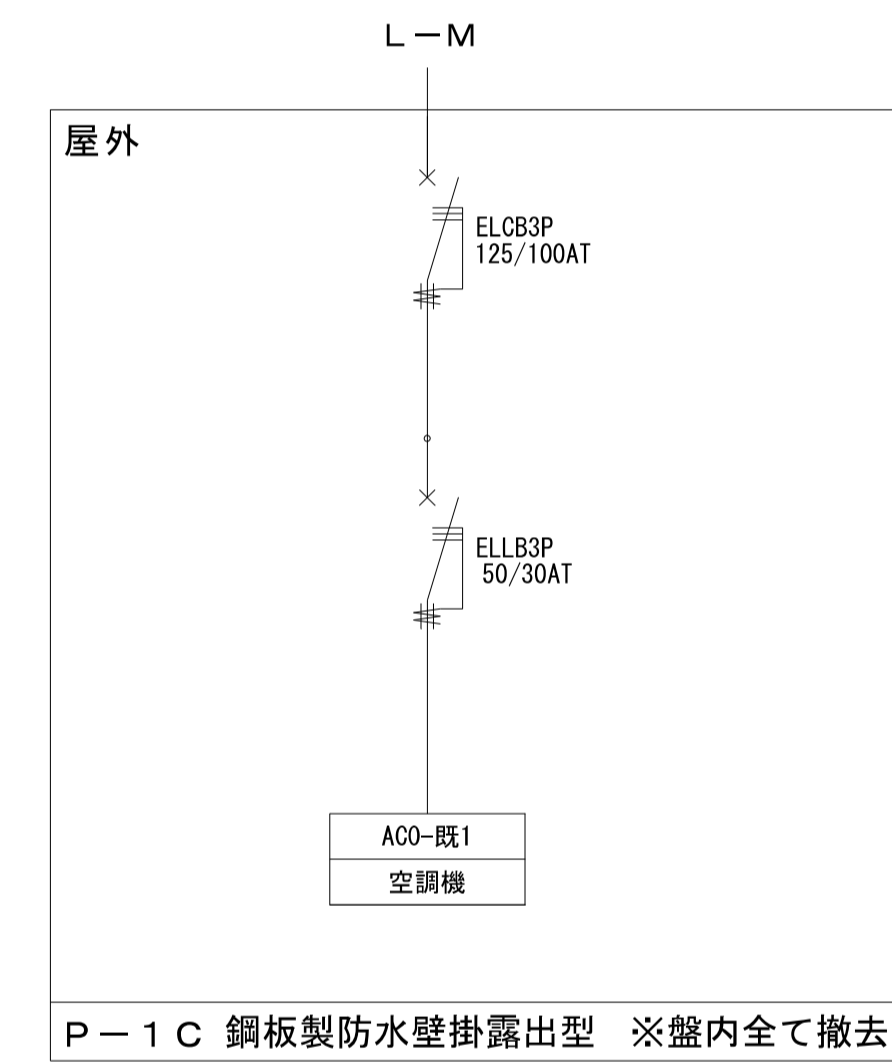 Ｌ－Ｍ
屋外
ELCB3P
125/100AT
ELLB3P
50/30AT
ACO-既1
空調機
Ｐ－１Ｃ 鋼板製防水壁掛露出型　※盤内全て撤去